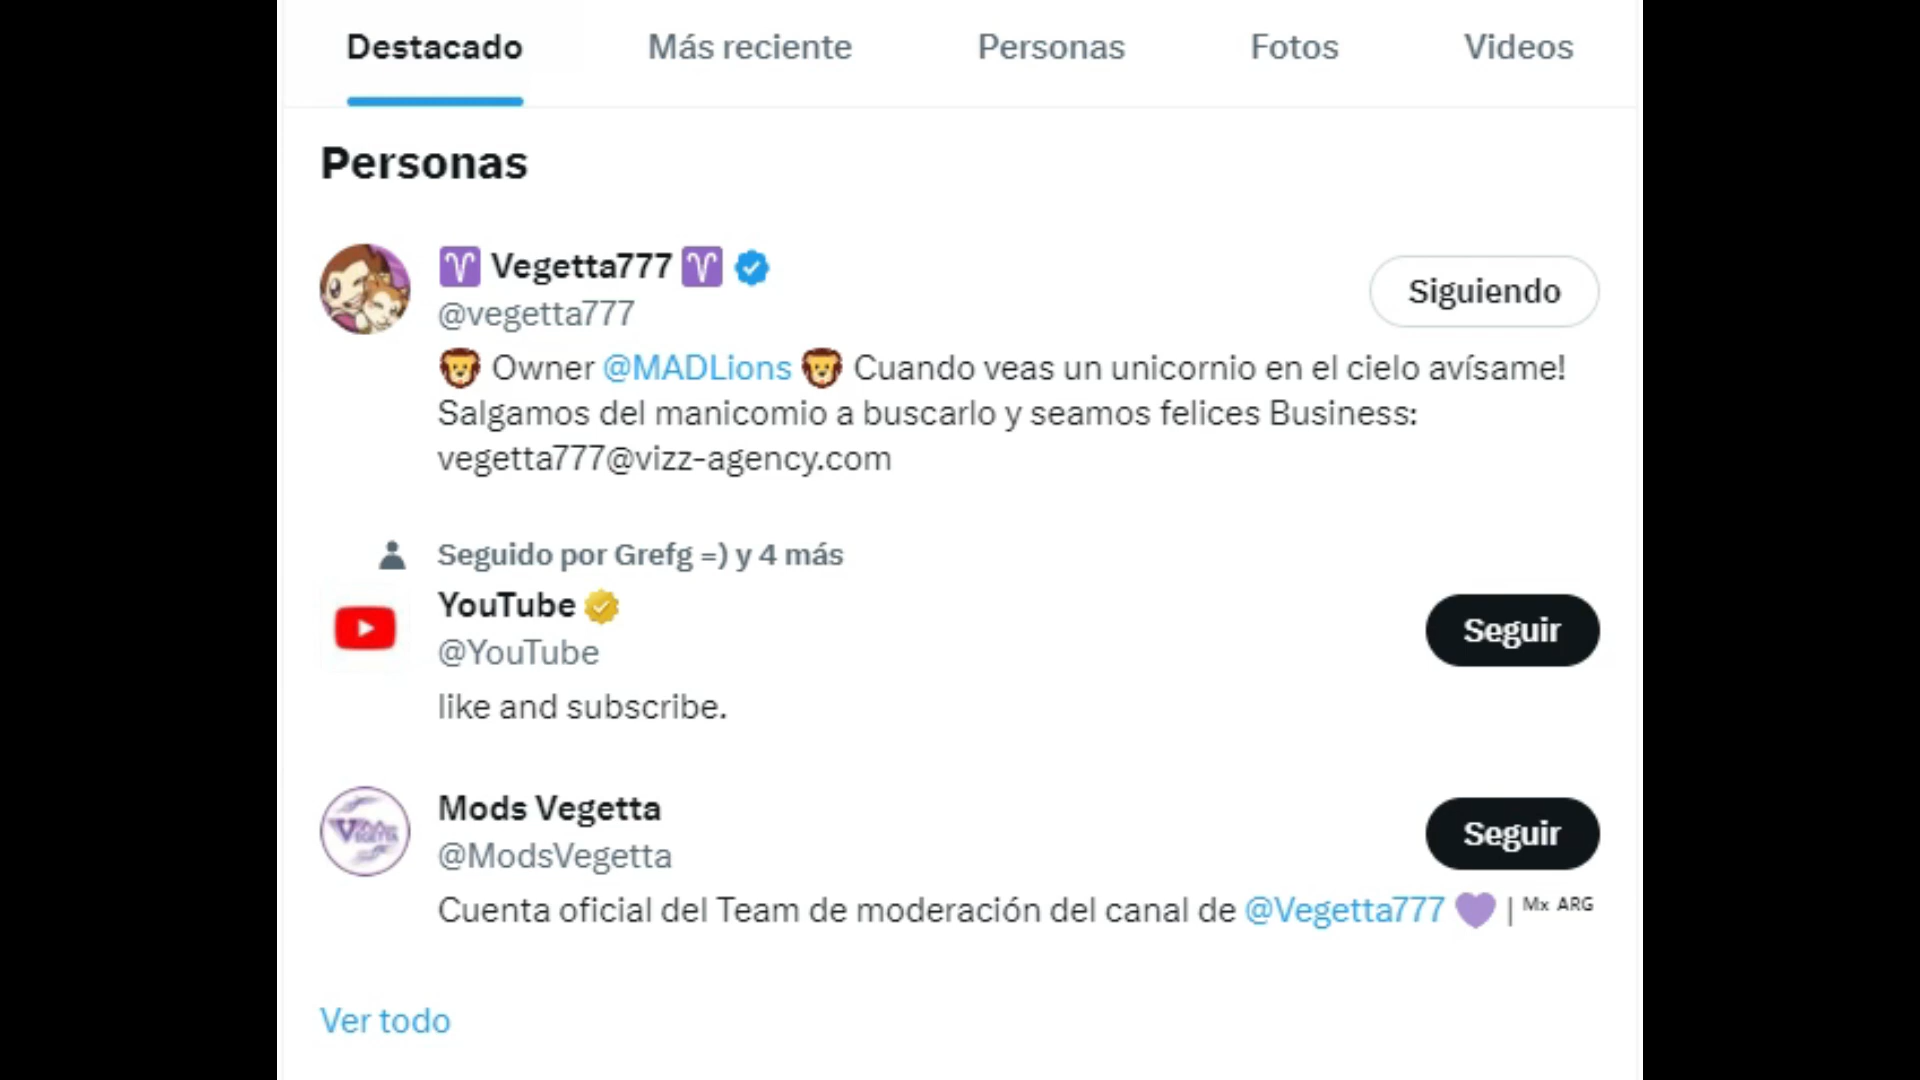 Destacado Más reciente Personas Fotos Videos
Personas
♈ Vegetta777 ♈
@vegetta777
Siguiendo
🦁 Owner @MADLions 🦁 Cuando veas un unicornio en el cielo avísame!
Salgamos del manicomio a buscarlo y seamos felices Business:
vegetta777@vizz-agency.com
Seguido por Grefg =) y 4 más
YouTube
@YouTube
Seguir
like and subscribe.
Mods Vegetta
@ModsVegetta
Seguir
Cuenta oficial del Team de moderación del canal de @Vegetta777 💜 | ᴹˣ ᴬᴿᴳ
Ver todo